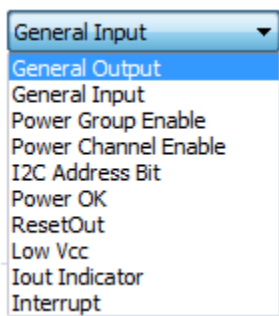 General Input
General Output
General Input
Power Group Enable
Power Channel Enable
I2C Address Bit
Power OK
ResetOut
Low Vcc
Iout Indicator
Interrupt